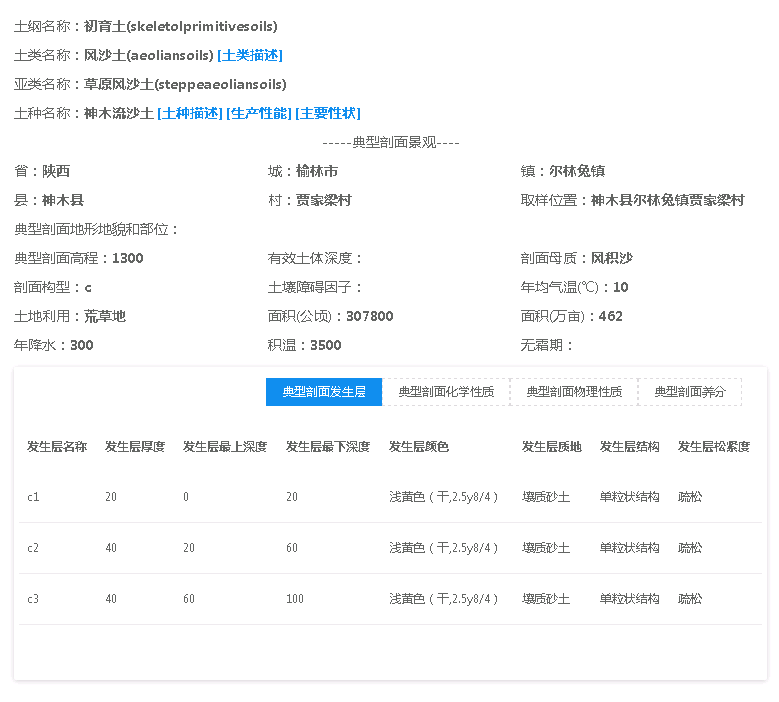 土纲名称：初育土(skeletolprimitivesoils)
土类名称：风沙土(aeoliansoils) [土类描述]
亚类名称：草原风沙土(steppeaeoliansoils)
土种名称：神木流沙土 [土种描述] [生产性能] [主要性状]
-----典型剖面景观----
省：陕西 城：榆林市 镇：尔林兔镇
县：神木县 村：贾家梁村 取样位置：神木县尔林兔镇贾家梁村
典型剖面地形地貌和部位：
典型剖面高程：1300 有效土体深度： 剖面母质：风积沙
剖面构型：c 土壤障碍因子： 年均气温(℃)：10
土地利用：荒草地 面积(公顷)：307800 面积(万亩)：462
年降水：300 积温：3500 无霜期：
典型剖面发生层 典型剖面化学性质 典型剖面物理性质 典型剖面养分
发生层名称 发生层厚度 发生层最上深度 发生层最下深度 发生层颜色 发生层质地 发生层结构 发生层松紧度
c1 20 0 20 浅黄色（干,2.5y8/4） 壤质砂土 单粒状结构 疏松
c2 40 20 60 浅黄色（干,2.5y8/4） 壤质砂土 单粒状结构 疏松
c3 40 60 100 浅黄色（干,2.5y8/4） 壤质砂土 单粒状结构 疏松